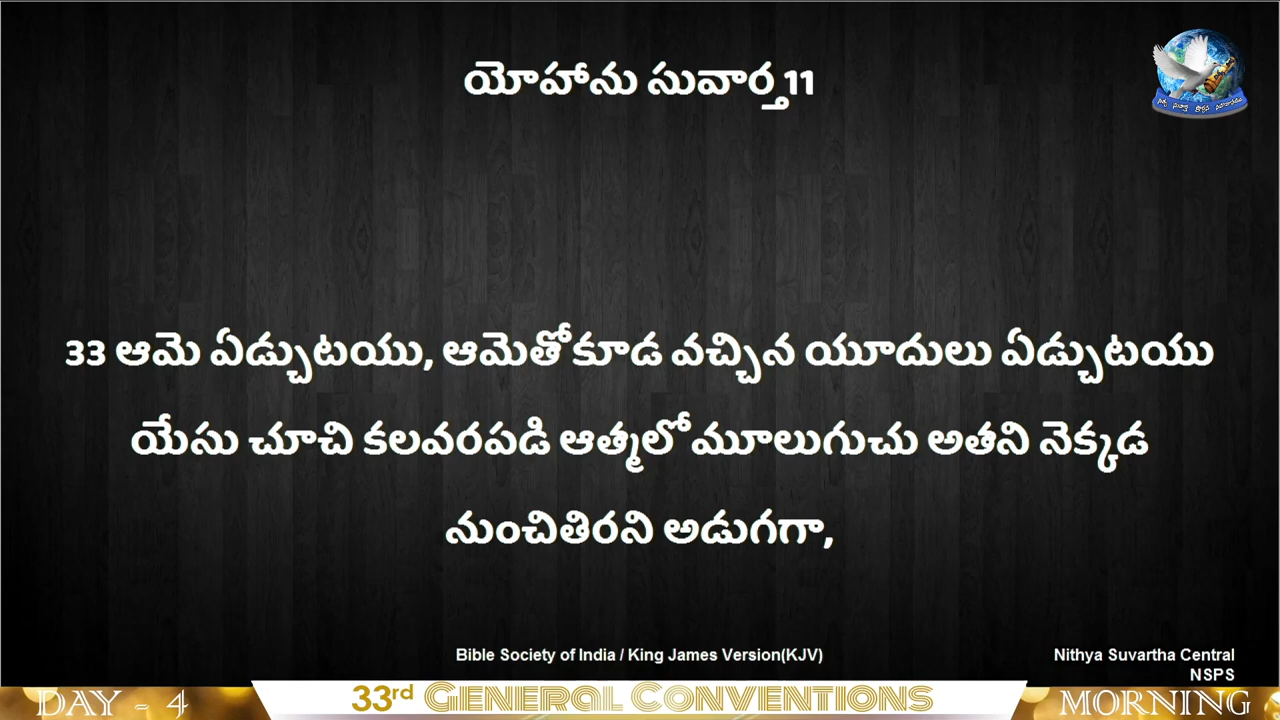 యోహాను సువార్త 11
33 ఆమె ఏడ్చుటయు, ఆమెతోకూడ వచ్చిన యూదులు ఏడ్చుటయు
యేసు చూచి కలవరపడి ఆత్మలోమూలుగుచు అతని నెక్కడ
నుంచితిరని అడుగగా,
Bible Society of India / King James Version(KJV)
Nithya Suvartha Central
NSPS
DAY - 4
33rd GENERAL CONVENTIONS
MORNING